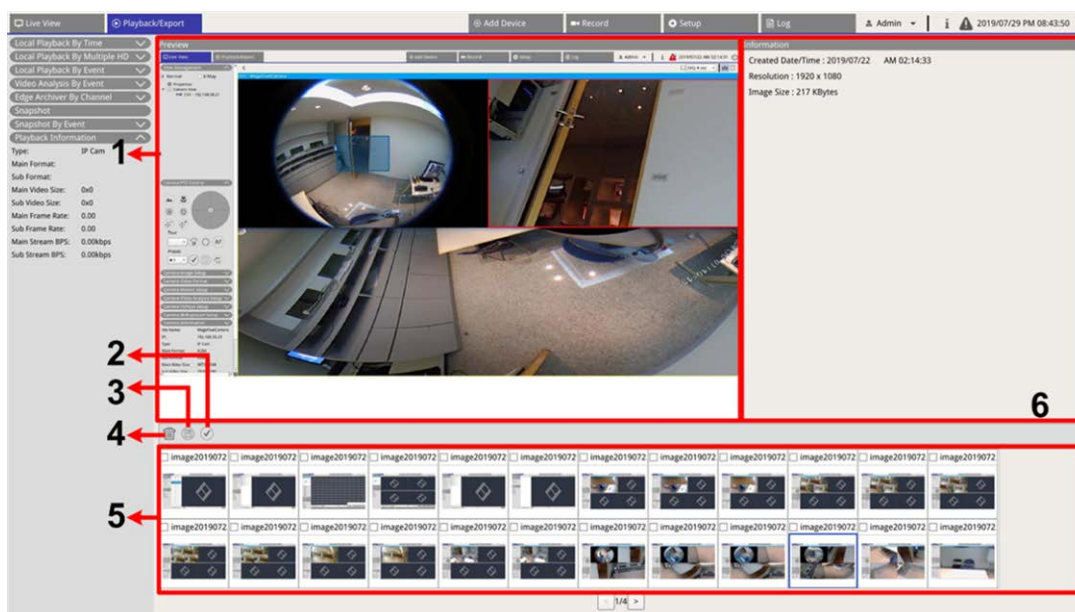 Live View Playback/Export Add Device Record Setup Log Admin i 2019/07/29 PM 08:43:50
Local Playback By Time
Local Playback By Multiple HD
Local Playback By Event
Video Analysis By Event
Edge Archiver By Channel
Snapshot
Snapshot By Event
Playback Information
Type: IP Cam
Main Format:
Sub Format:
Main Video Size: 0x0
Sub Video Size: 0x0
Main Frame Rate: 0.00
Sub Frame Rate: 0.00
Main Stream BPS: 0.00kbps
Sub Stream BPS: 0.00kbps
Preview
Live View
Information
Created Date/Time : 2019/07/22 AM 02:14:33
Resolution : 1920 x 1080
Image Size : 217 KBytes
1
2
3
4
5
6
image2019072 image2019072 image2019072 image2019072 image2019072 image2019072 image2019072 image2019072 image2019072 image2019072 image2019072 image2019072
image2019072 image2019072 image2019072 image2019072 image2019072 image2019072 image2019072 image2019072 image2019072 image2019072 image2019072 image2019072
< 1/4 >